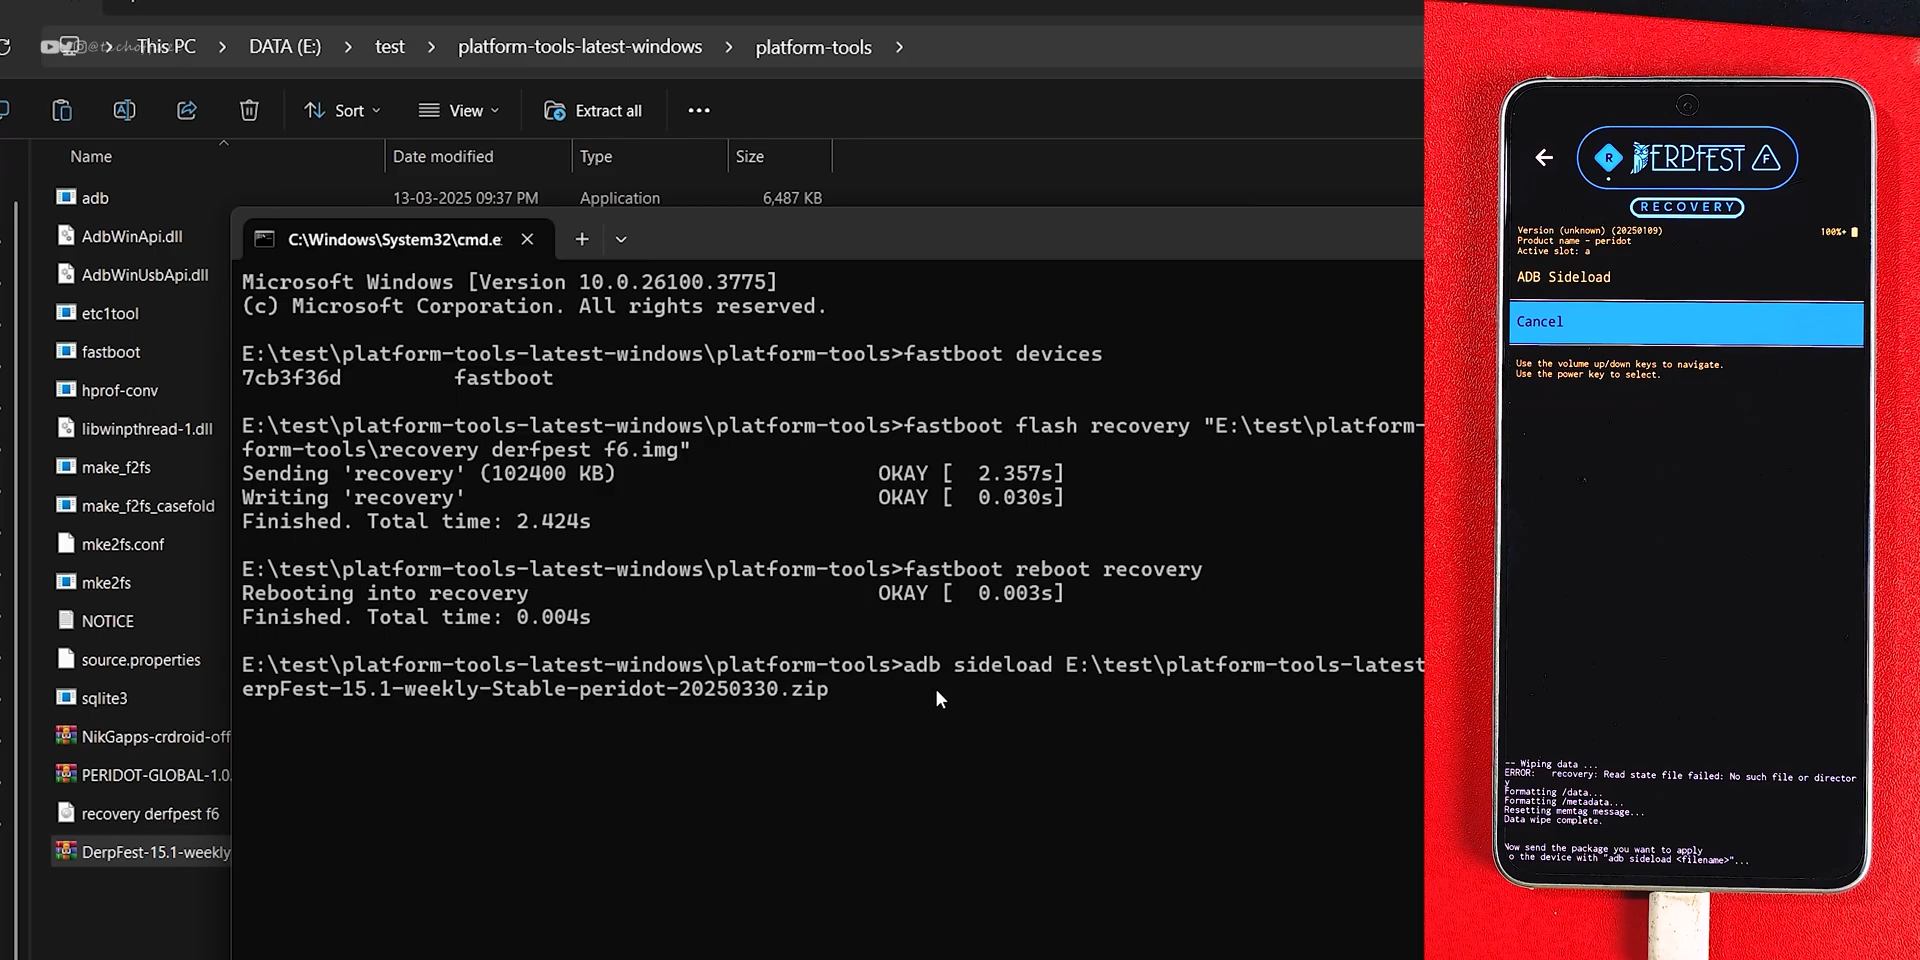 This PC > DATA (E:) > test > platform-tools-latest-windows > platform-tools >
Sort View Extract all
Name Date modified Type Size
adb 13-03-2025 09:37 PM Application 6,487 KB
AdbWinApi.dll
AdbWinUsbApi.dll
etc1tool
fastboot
hprof-conv
libwinpthread-1.dll
make_f2fs
make_f2fs_casefold
mke2fs.conf
mke2fs
NOTICE
source.properties
sqlite3
NikGapps-crdroid-off
PERIDOT-GLOBAL-1.0.
recovery derfpest f6
DerpFest-15.1-weekly
C:\Windows\System32\cmd.e
Microsoft Windows [Version 10.0.26100.3775]
(c) Microsoft Corporation. All rights reserved.
E:\test\platform-tools-latest-windows\platform-tools>fastboot devices
7cb3f36d fastboot
E:\test\platform-tools-latest-windows\platform-tools>fastboot flash recovery "E:\test\platform-
form-tools\recovery derfpest f6.img"
Sending 'recovery' (102400 KB) OKAY [ 2.357s]
Writing 'recovery' OKAY [ 0.030s]
Finished. Total time: 2.424s
E:\test\platform-tools-latest-windows\platform-tools>fastboot reboot recovery
Rebooting into recovery OKAY [ 0.003s]
Finished. Total time: 0.004s
E:\test\platform-tools-latest-windows\platform-tools>adb sideload E:\test\platform-tools-latest
erpFest-15.1-weekly-Stable-peridot-20250330.zip
R ERPFEST F
RECOVERY
Version (unknown) (20250109)
100%+
Product name - peridot
Active slot: a
ADB Sideload
Cancel
Use the volume up/down keys to navigate.
Use the power key to select.
-- Wiping data ...
ERROR: recovery: Read state file failed: No such file or director
y
Formatting /data...
Formatting /metadata...
Resetting memtag message...
Data wipe complete.
Now send the package you want to apply
o the device with "adb sideload <filename>"...